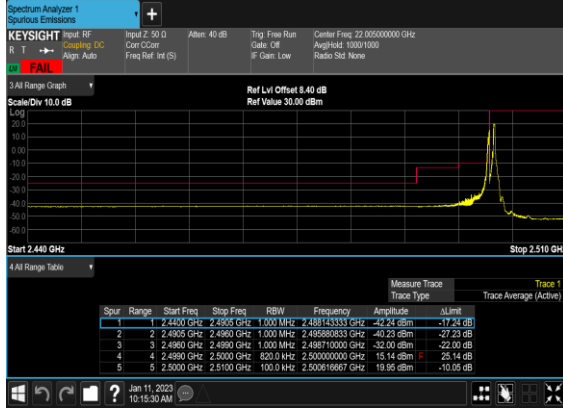 Spectrum Analyzer 1
Spurious Emissions
KEYSIGHT Input: RF Input Z: 50 Ω Atten: 40 dB Trig: Free Run Center Freq: 22.005000000 GHz
R T Coupling: DC Corr CCorr Gate: Off Avg|Hold: 1000/1000
Align: Auto Freq Ref: Int (S) IF Gain: Low Radio Std: None
LXI FAIL
3 All Range Graph
Ref Lvl Offset 8.40 dB
Scale/Div 10.0 dB Ref Value 30.00 dBm
Log
20.0
10.0
0.00
-10.0
-20.0
-30.0
-40.0
-50.0
-60.0
Start 2.440 GHz Stop 2.510 GHz
4 All Range Table
Measure Trace Trace 1
Trace Type Trace Average (Active)
Spur Range Start Freq Stop Freq RBW Frequency Amplitude ΔLimit
1 1 2.4400 GHz 2.4905 GHz 1.000 MHz 2.488143333 GHz -42.24 dBm -17.24 dB
2 2 2.4905 GHz 2.4960 GHz 1.000 MHz 2.495880833 GHz -40.23 dBm -27.23 dB
3 3 2.4960 GHz 2.4990 GHz 1.000 MHz 2.498710000 GHz -32.00 dBm -22.00 dB
4 4 2.4990 GHz 2.5000 GHz 820.0 kHz 2.500000000 GHz 15.14 dBm F 25.14 dB
5 5 2.5000 GHz 2.5100 GHz 100.0 kHz 2.500616667 GHz 19.95 dBm -10.05 dB
? Jan 11, 2023
10:15:30 AM